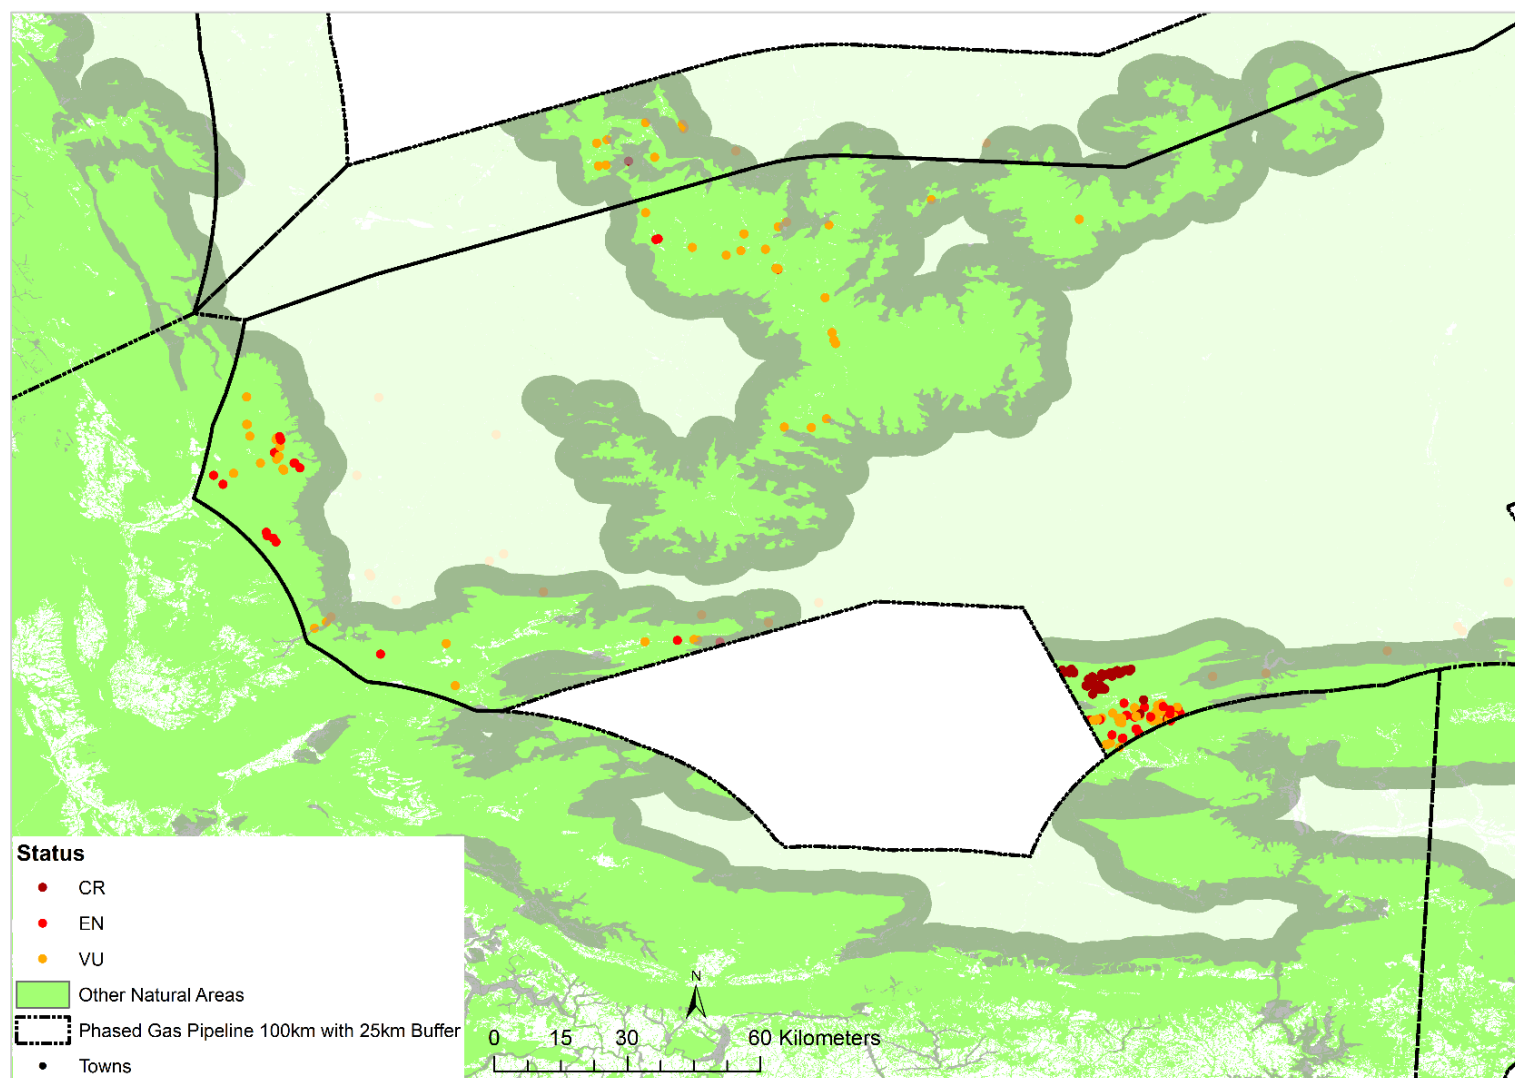 Status
CR
EN
VU
Other Natural Areas
Phased Gas Pipeline 100km with 25km Buffer
Towns
N
0 15 30 60 Kilometers